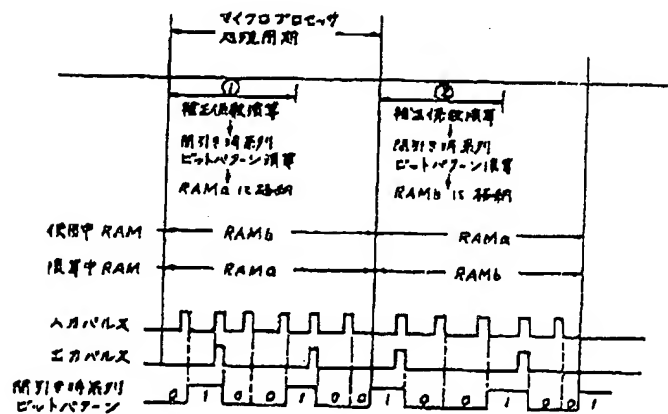 マイクロプロセッサ
処理周期
①
補正係数演算
間引き時系列
ビットパターン演算
RAMaに格納
②
補正係数演算
間引き時系列
ビットパターン演算
RAMbに格納
使用中RAM
RAMb
RAMa
演算中RAM
RAMa
RAMb
入力パルス
出力パルス
間引き時系列
ビットパターン
0 1 0 0 1 0 0 1 0 0 1 0 0 1